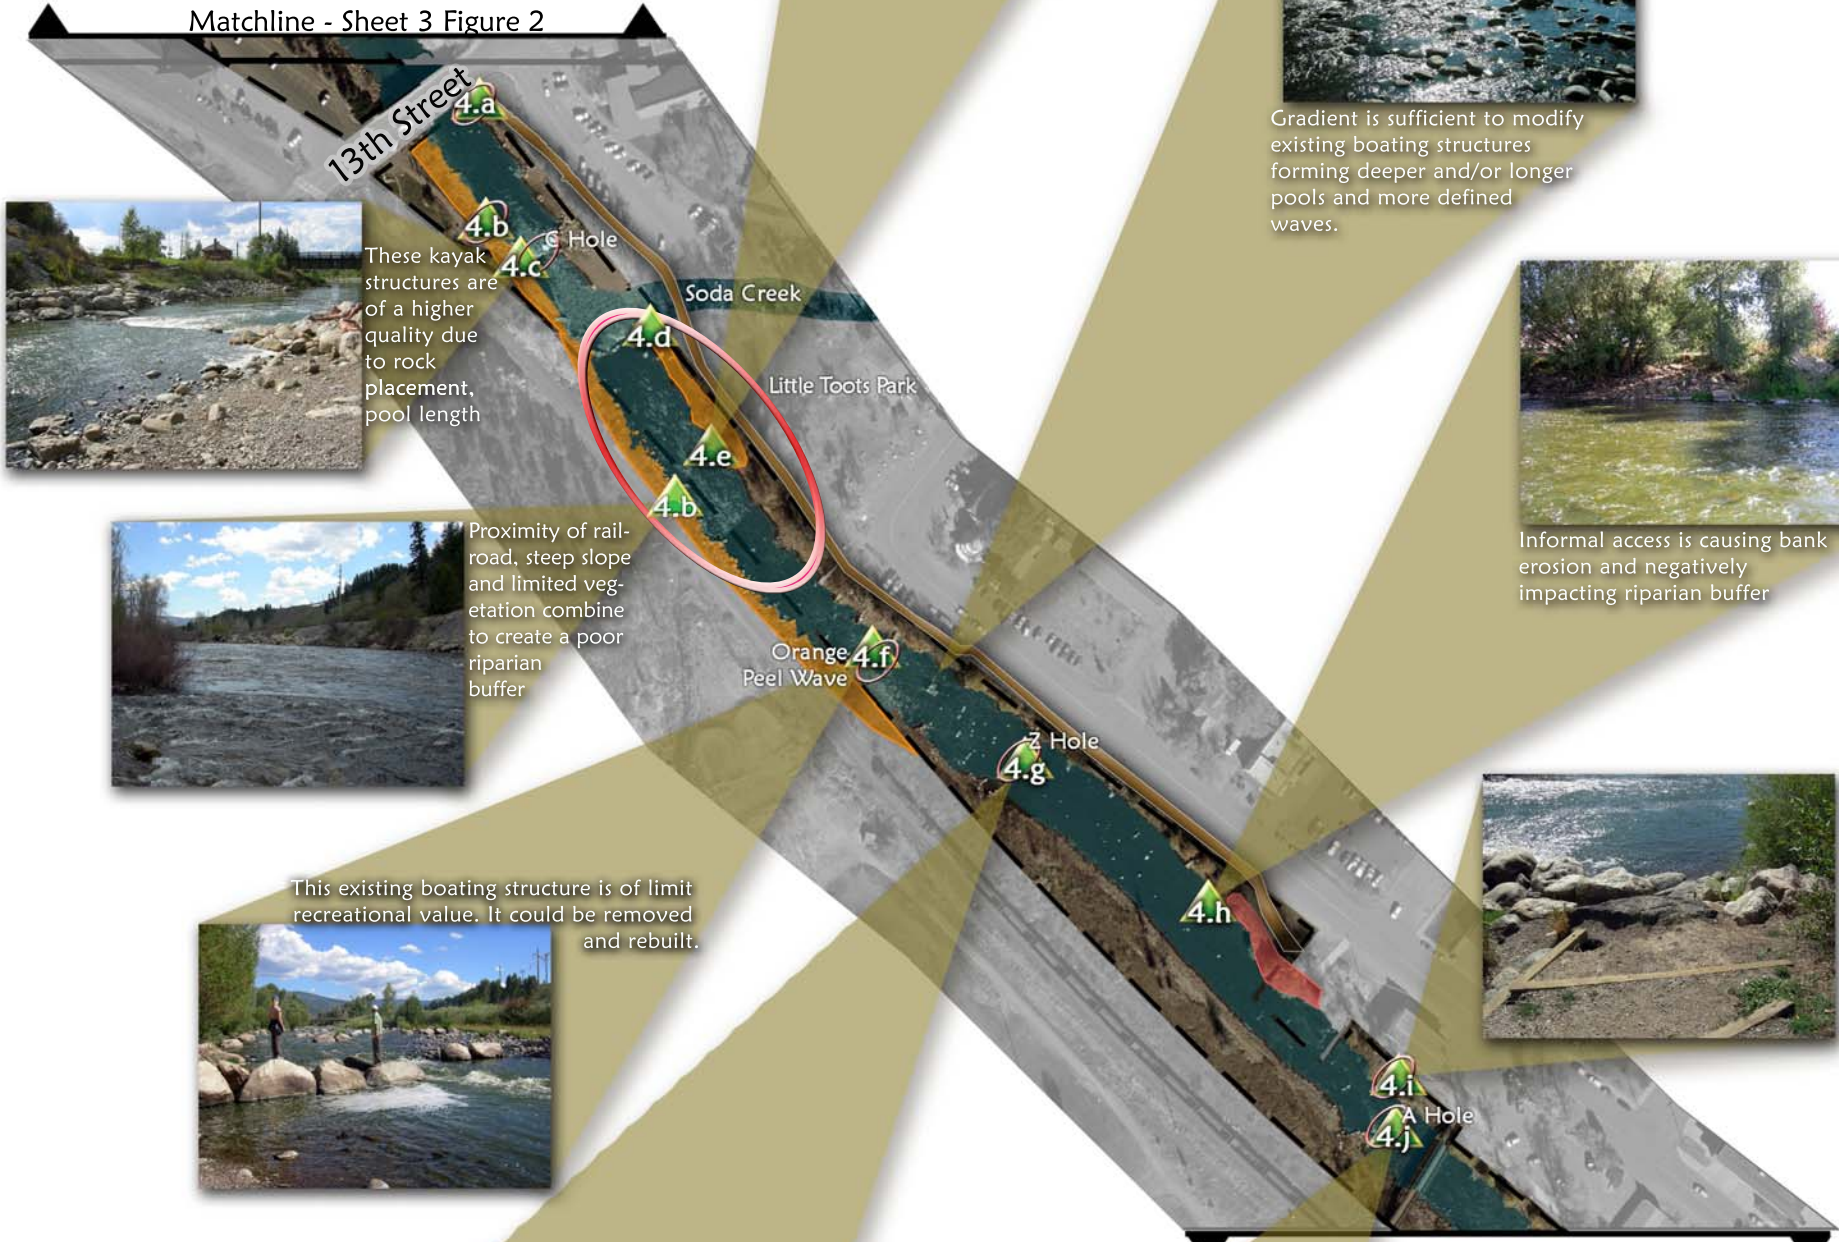 Matchline - Sheet 3 Figure 2
13th Street
4.a
Gradient is sufficient to modify
existing boating structures
forming deeper and/or longer
pools and more defined
waves.
4.b
C Hole
4.c
These kayak
structures are
of a higher
quality due
to rock
placement,
pool length
Soda Creek
4.d
Little Toots Park
4.e
4.b
Proximity of rail-
road, steep slope
and limited veg-
etation combine
to create a poor
riparian
buffer
Informal access is causing bank
erosion and negatively
impacting riparian buffer
Orange
Peel Wave
4.f
Z Hole
4.g
This existing boating structure is of limit
recreational value. It could be removed
and rebuilt.
4.h
4.i
A Hole
4.j